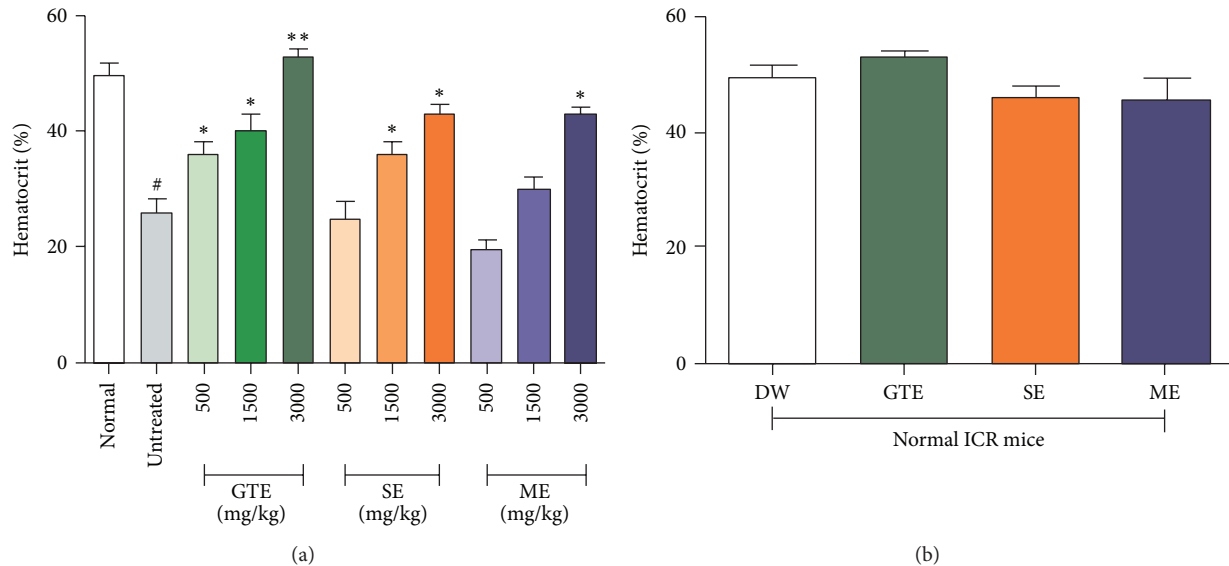 60
40
20
0
Hematocrit (%)
#
*
*
**
*
*
*
Normal
Untreated
500
1500
3000
500
1500
3000
500
1500
3000
GTE
(mg/kg)
SE
(mg/kg)
ME
(mg/kg)
(a)
60
40
20
0
Hematocrit (%)
DW
GTE
SE
ME
Normal ICR mice
(b)